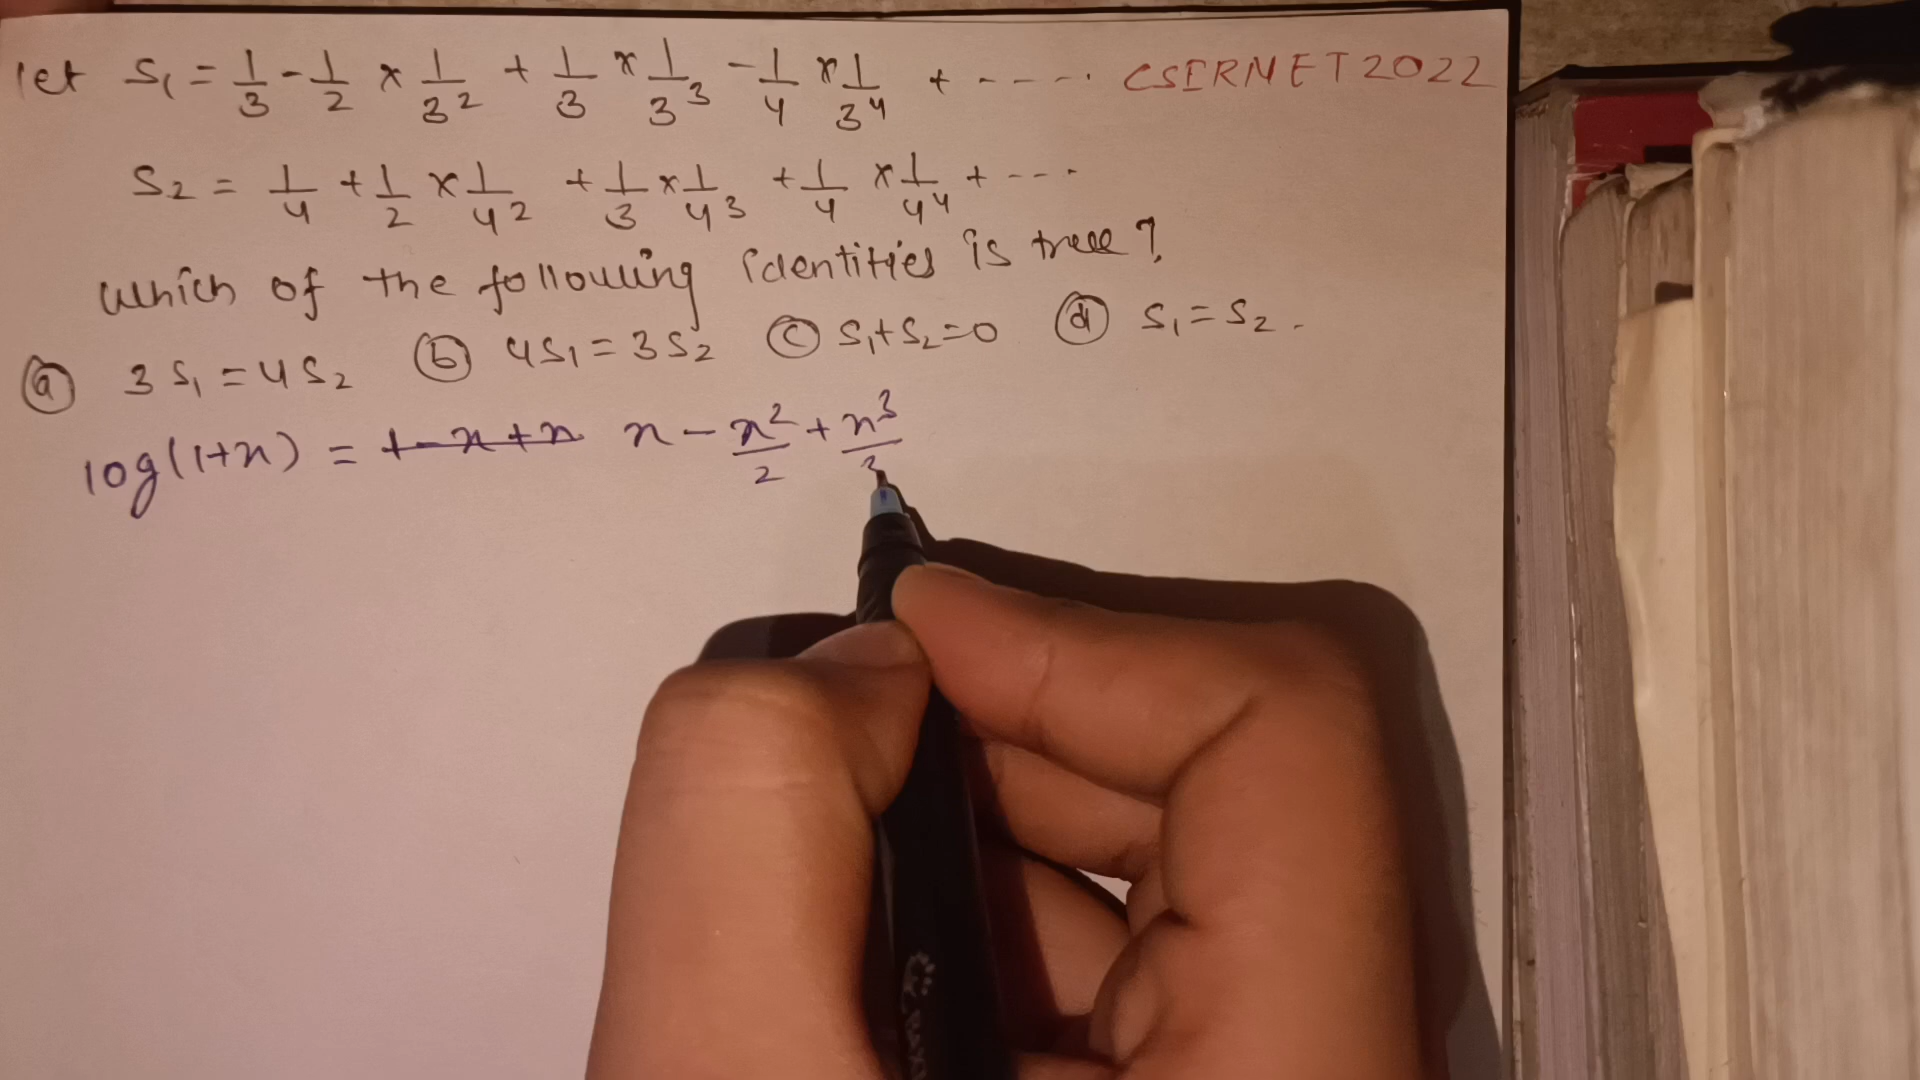 let S₁ = 1/3 - 1/2 × 1/3² + 1/3 × 1/3³ - 1/4 × 1/3⁴ + ---- CSIRNET2022
S₂ = 1/4 + 1/2 × 1/4² + 1/3 × 1/4³ + 1/4 × 1/4⁴ + ---
which of the following identities is true?
ⓐ 3S₁ = 4S₂ ⓑ 4S₁ = 3S₂ ⓒ S₁+S₂=0 ⓓ S₁=S₂.
log(1+x) = 1-x+x x - x²/2 + x³/3